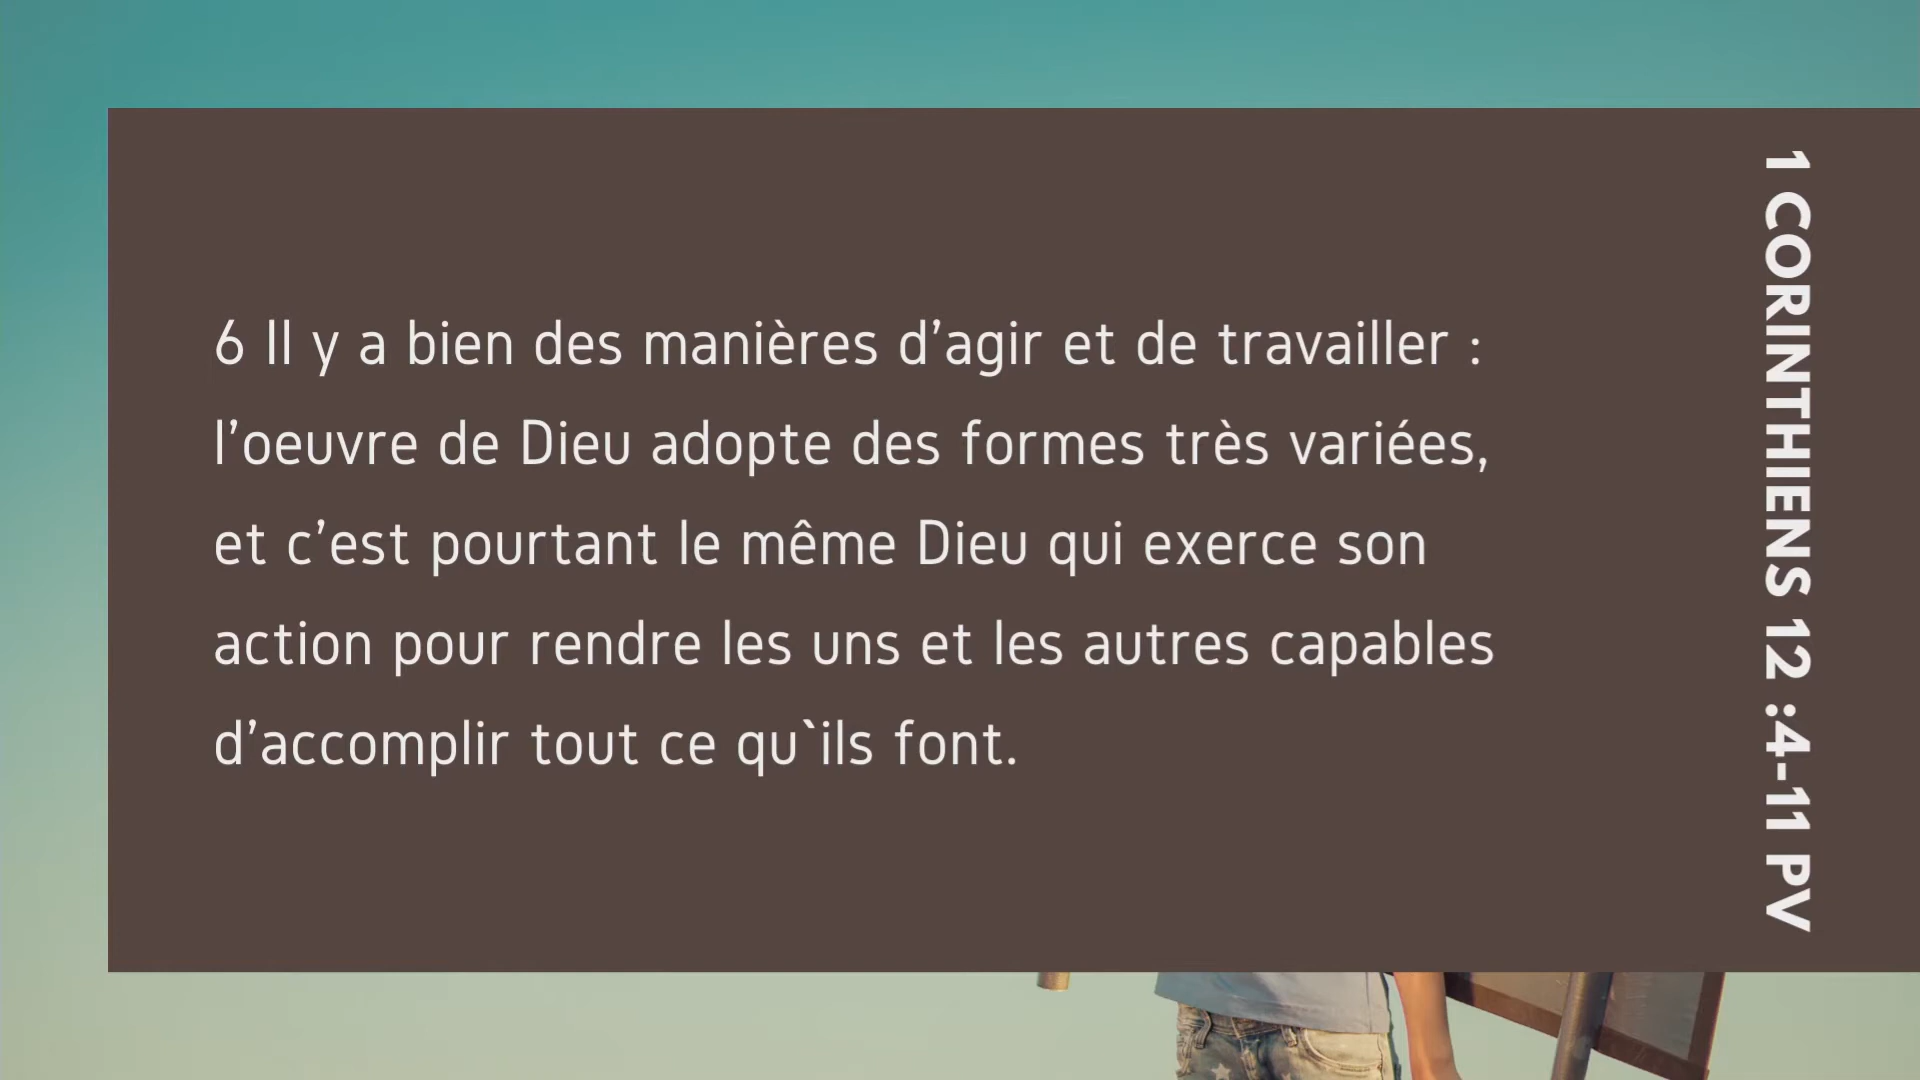 6 Il y a bien des manières d’agir et de travailler :
l’oeuvre de Dieu adopte des formes très variées,
et c’est pourtant le même Dieu qui exerce son
action pour rendre les uns et les autres capables
d’accomplir tout ce qu`ils font.
1 CORINTHIENS 12 :4-11 PV